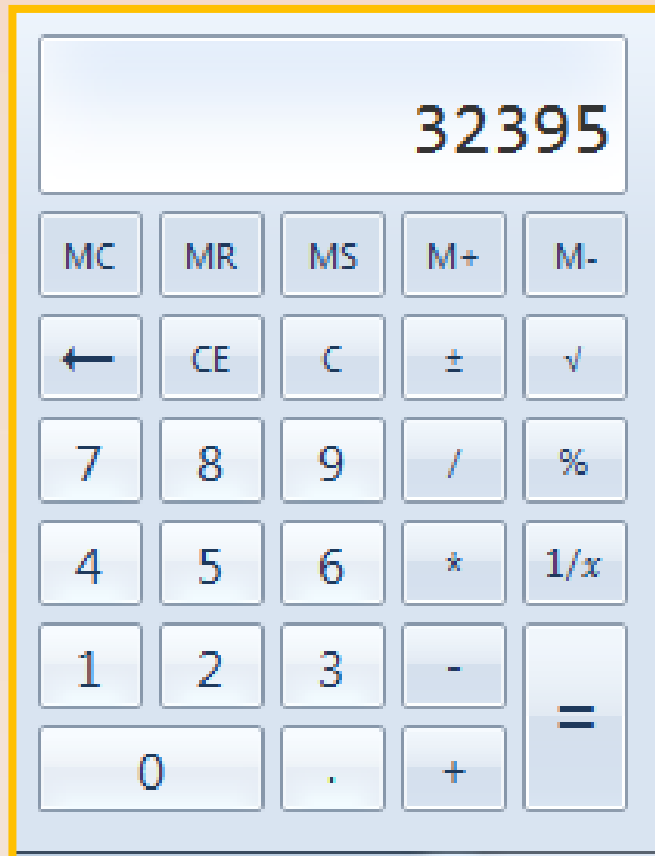 32395
MC MR MS M+ M-
← CE C ± √
7 8 9 / %
4 5 6 * 1/x
1 2 3 -
=
0 . +